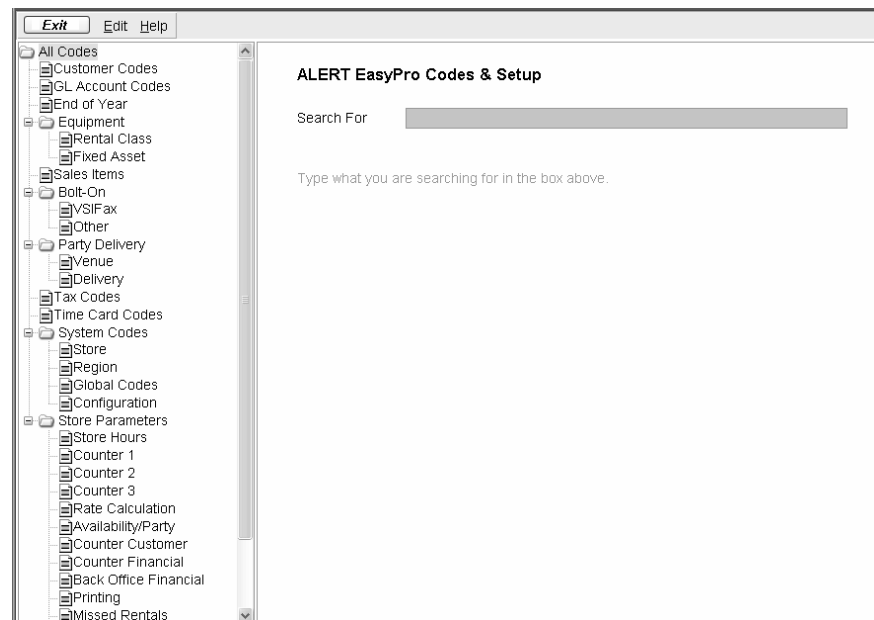 Exit Edit Help
All Codes
Customer Codes
GL Account Codes
End of Year
Equipment
Rental Class
Fixed Asset
Sales Items
Bolt-On
VSIFax
Other
Party Delivery
Venue
Delivery
Tax Codes
Time Card Codes
System Codes
Store
Region
Global Codes
Configuration
Store Parameters
Store Hours
Counter 1
Counter 2
Counter 3
Rate Calculation
Availability/Party
Counter Customer
Counter Financial
Back Office Financial
Printing
Missed Rentals
ALERT EasyPro Codes & Setup
Search For
Type what you are searching for in the box above.